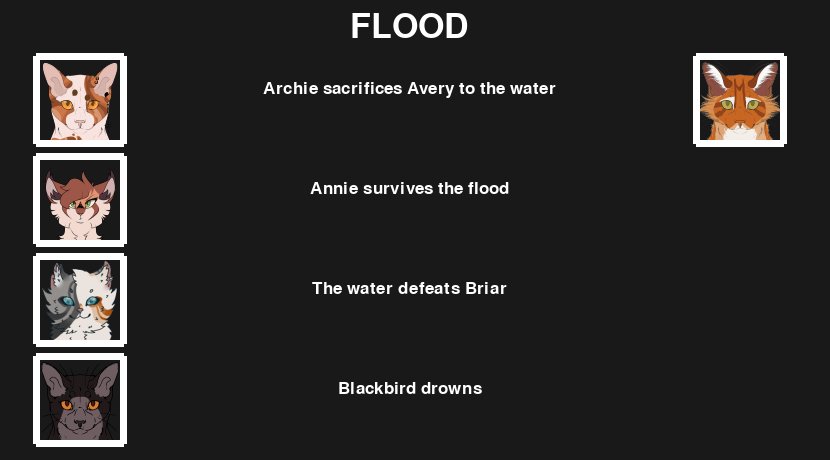 FLOOD
Archie sacrifices Avery to the water
Annie survives the flood
The water defeats Briar
Blackbird drowns